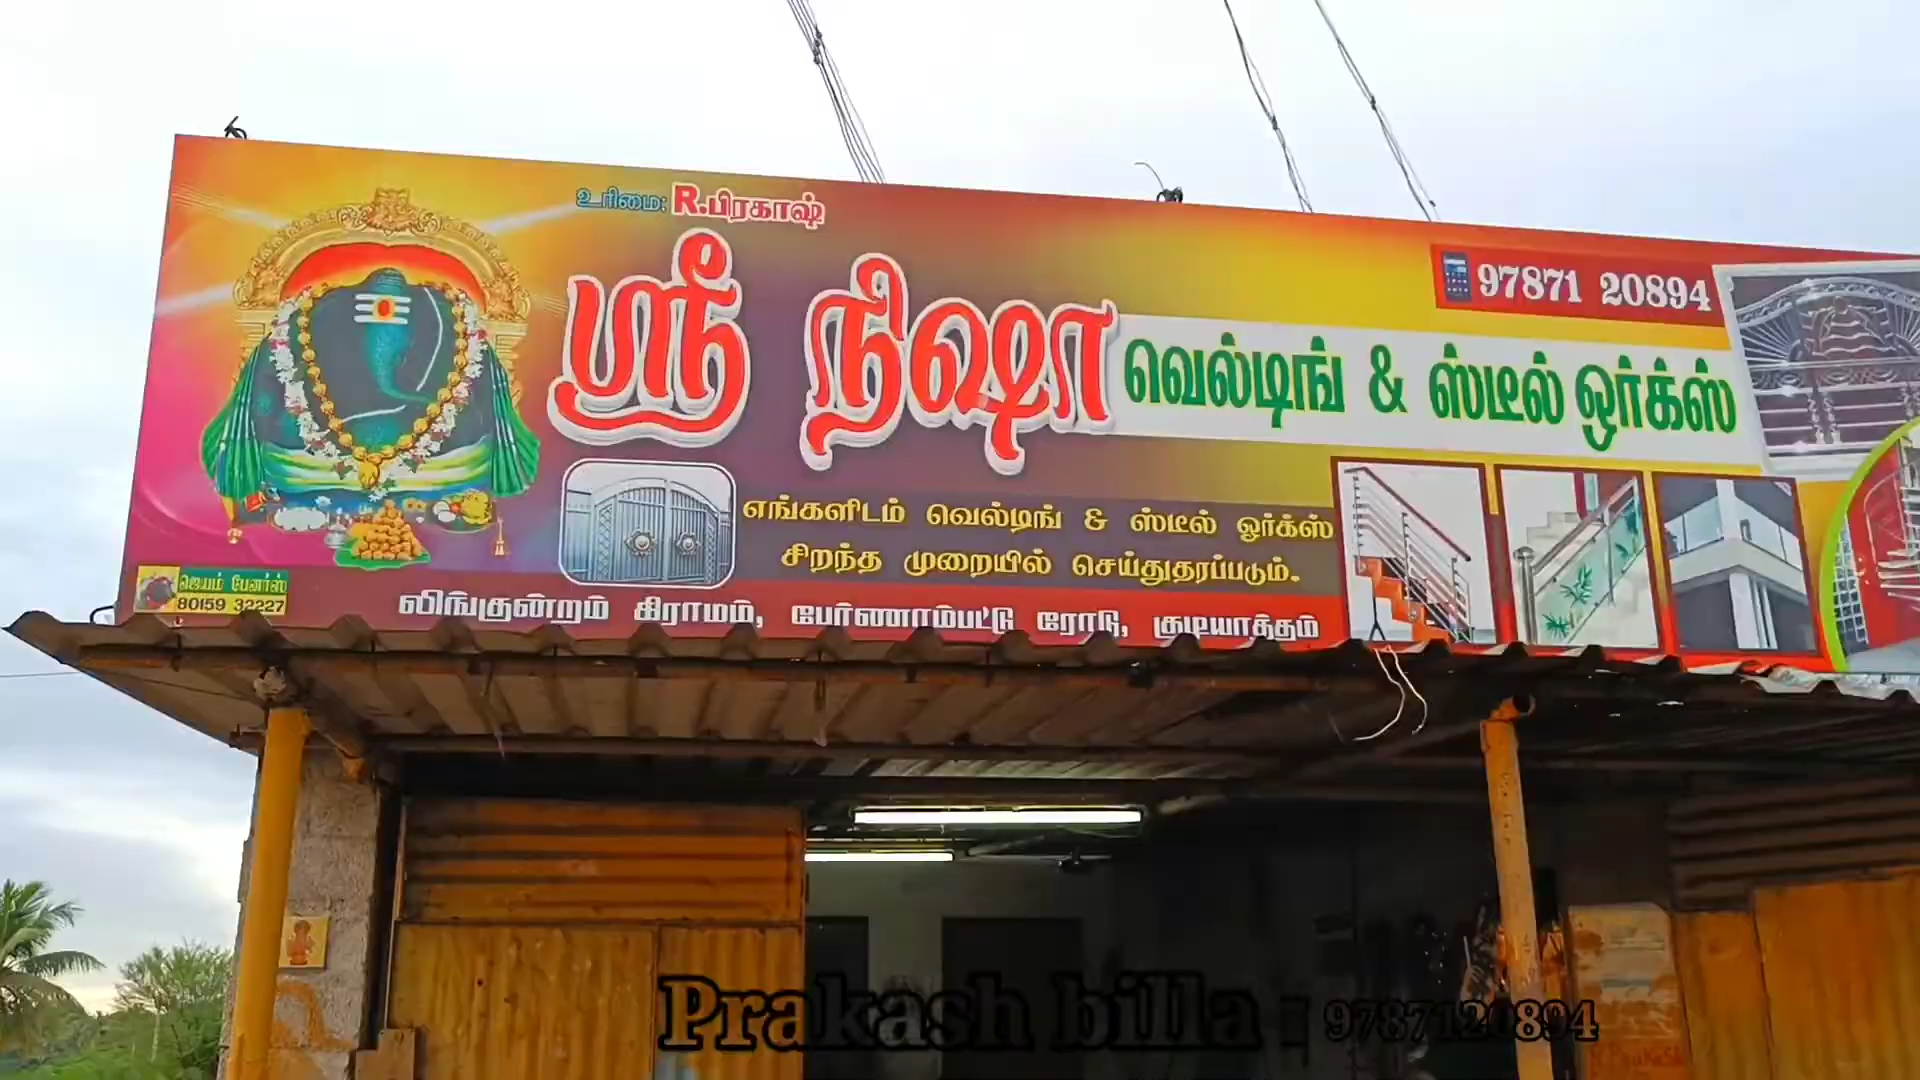 உரிமை: R.பிரகாஷ்
97871 20894
ஸ்ரீ நிஷா வெல்டிங் & ஸ்டீல் ஒர்க்ஸ்
எங்களிடம் வெல்டிங் & ஸ்டீல் ஓர்க்ஸ்
சிறந்த முறையில் செய்துதரப்படும்.
ஜெயம் பேனர்ஸ்
80159 32227
லிங்குன்றம் கிராமம், பேர்ணாம்பட்டு ரோடு, குடியாத்தம்
Prakash billa : 9787120894